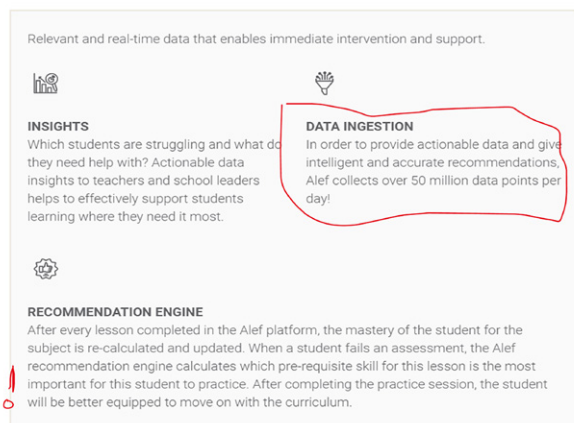 Relevant and real-time data that enables immediate intervention and support.
INSIGHTS
Which students are struggling and what do
they need help with? Actionable data
insights to teachers and school leaders
helps to effectively support students
learning where they need it most.
DATA INGESTION
In order to provide actionable data and give
intelligent and accurate recommendations,
Alef collects over 50 million data points per
day!
RECOMMENDATION ENGINE
After every lesson completed in the Alef platform, the mastery of the student for the
subject is re-calculated and updated. When a student fails an assessment, the Alef
recommendation engine calculates which pre-requisite skill for this lesson is the most
important for this student to practice. After completing the practice session, the student
will be better equipped to move on with the curriculum.